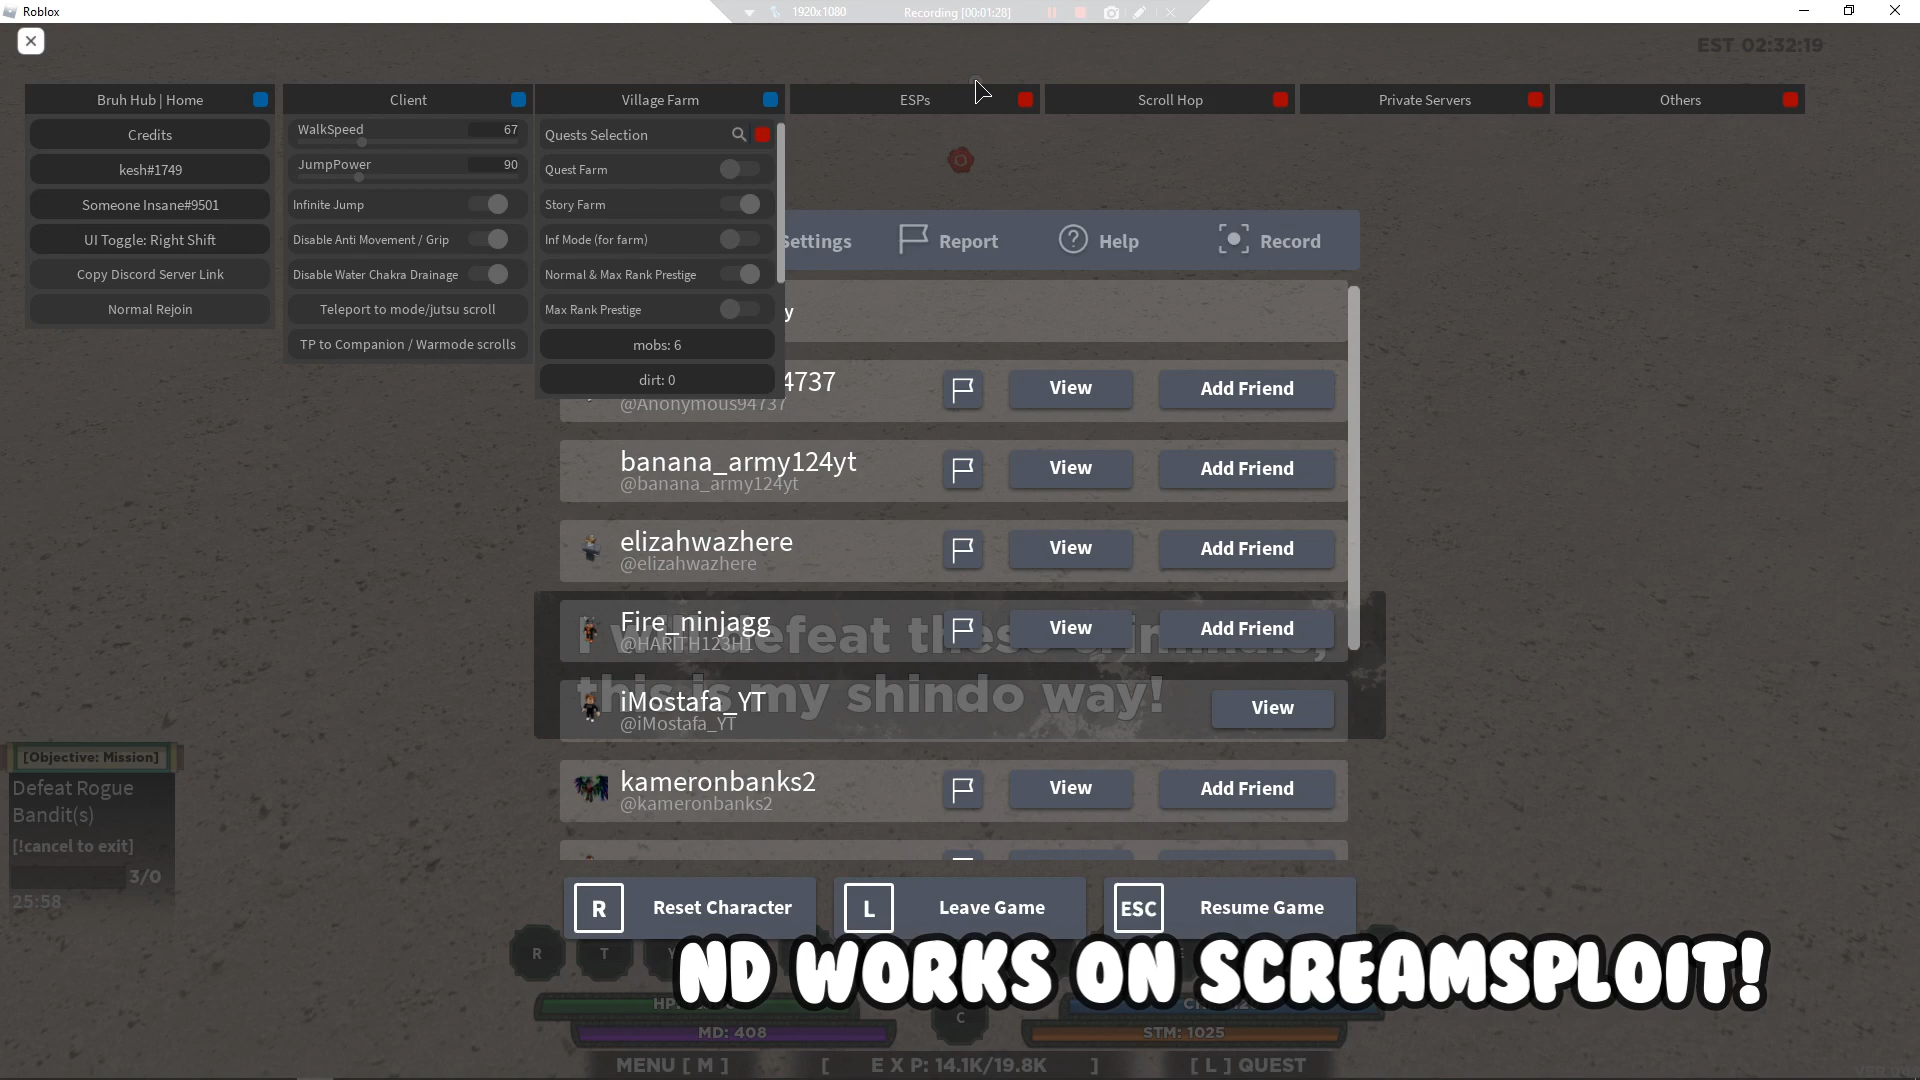 Roblox
1920x1080
Recording [00:01:28]
EST 02:32:19
Bruh Hub | Home
Credits
kesh#1749
Someone Insane#9501
UI Toggle: Right Shift
Copy Discord Server Link
Normal Rejoin
Client
WalkSpeed 67
JumpPower 90
Infinite Jump
Disable Anti Movement / Grip
Disable Water Chakra Drainage
Teleport to mode/jutsu scroll
TP to Companion / Warmode scrolls
Village Farm
Quests Selection
Quest Farm
Story Farm
Inf Mode (for farm)
Normal & Max Rank Prestige
Max Rank Prestige
mobs: 6
dirt: 0
ESPs
Scroll Hop
Private Servers
Others
Settings
Report
Help
Record
y
4737
@Anonymous94737
View
Add Friend
banana_army124yt
@banana_army124yt
View
Add Friend
elizahwazhere
@elizahwazhere
View
Add Friend
Fire_ninjagg
@HARITH123H1
View
Add Friend
I will defeat these criminals,
this is my shindo way!
iMostafa_YT
@iMostafa_YT
View
kameronbanks2
@kameronbanks2
View
Add Friend
[Objective: Mission]
Defeat Rogue
Bandit(s)
[!cancel to exit]
3/0
25:58
R Reset Character
L Leave Game
ESC Resume Game
R
T
ND WORKS ON SCREAMSPLOIT!
C
MD: 408
STM: 1025
MENU [ M ]
[ E X P: 14.1K/19.8K ]
[ L ] QUEST